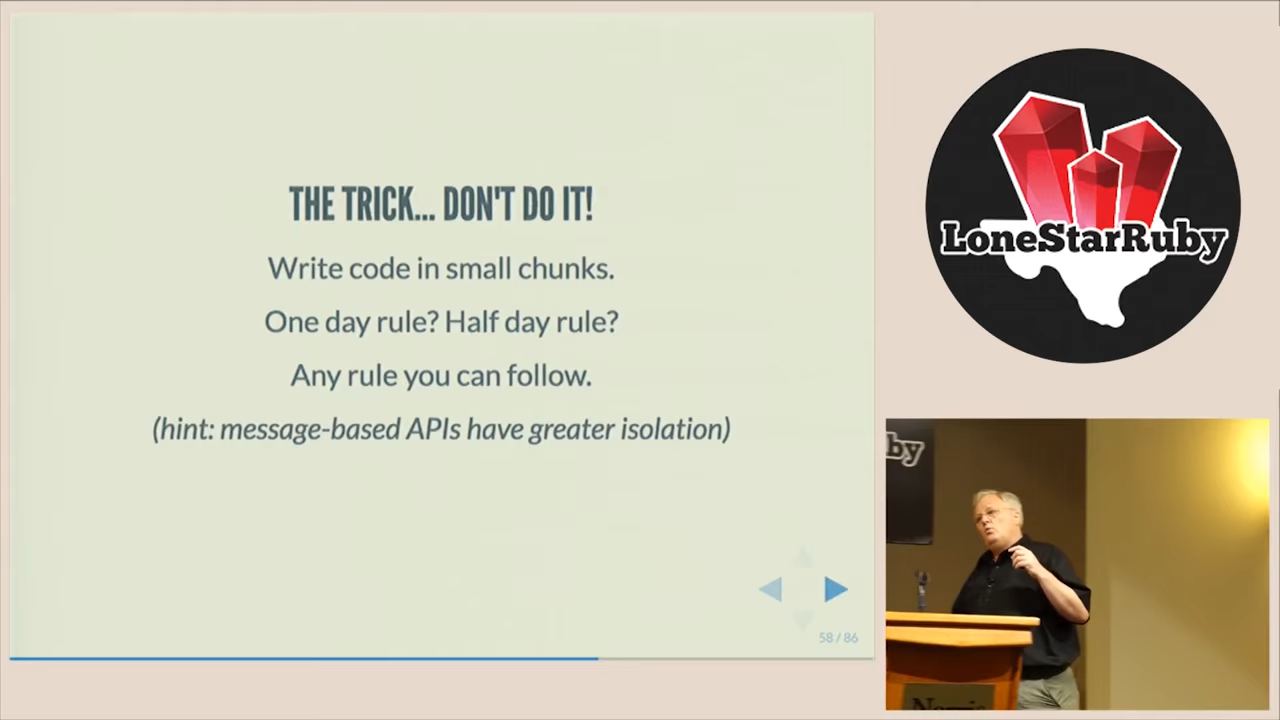 THE TRICK... DON'T DO IT!
Write code in small chunks.
One day rule? Half day rule?
Any rule you can follow.
(hint: message-based APIs have greater isolation)
58 / 86
LoneStarRuby
by